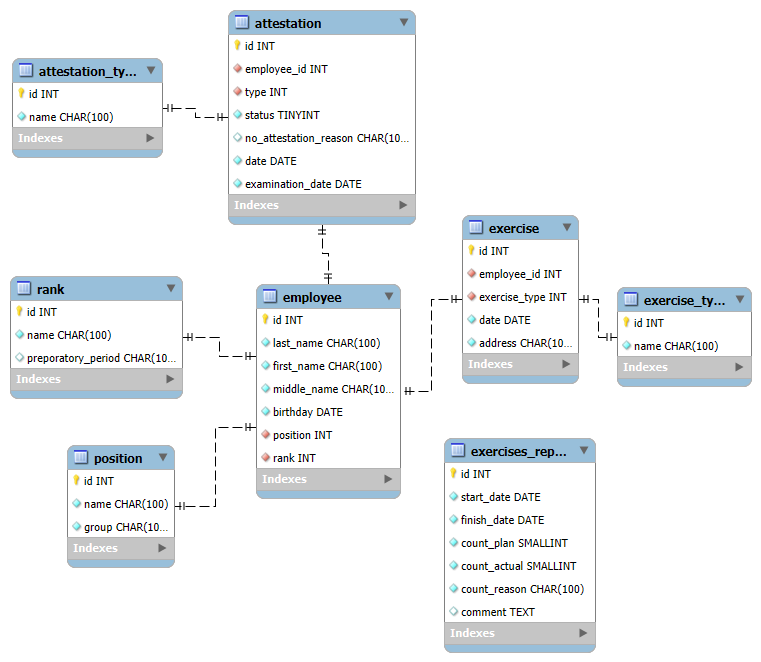 attestation
id INT
employee_id INT
type INT
status TINYINT
no_attestation_reason CHAR(10...
date DATE
examination_date DATE
Indexes
attestation_ty...
id INT
name CHAR(100)
Indexes
exercise
id INT
employee_id INT
exercise_type INT
date DATE
address CHAR(10...
Indexes
rank
id INT
name CHAR(100)
preporatory_period CHAR(10...
Indexes
employee
id INT
last_name CHAR(100)
first_name CHAR(100)
middle_name CHAR(10...
birthday DATE
position INT
rank INT
Indexes
exercise_ty...
id INT
name CHAR(100)
Indexes
position
id INT
name CHAR(100)
group CHAR(10...
Indexes
exercises_rep...
id INT
start_date DATE
finish_date DATE
count_plan SMALLINT
count_actual SMALLINT
count_reason CHAR(100)
comment TEXT
Indexes